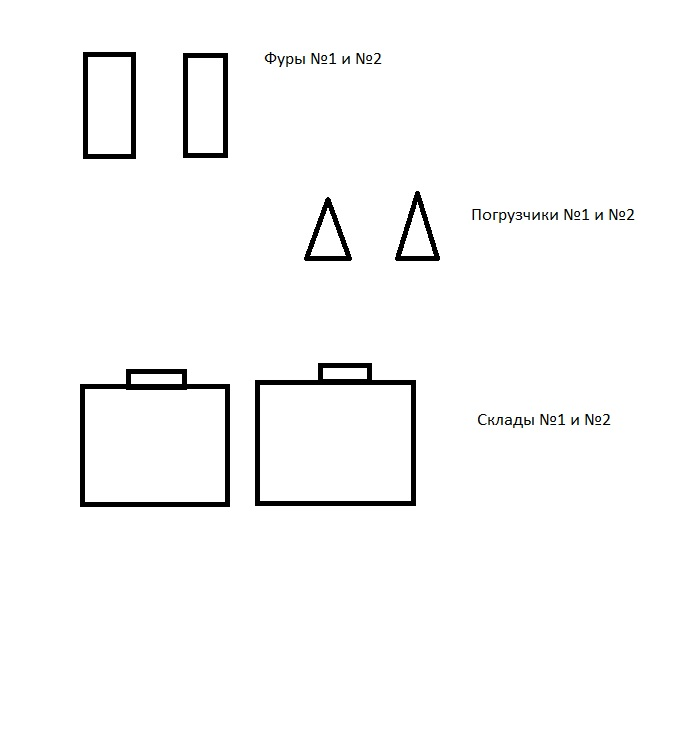 Фуры №1 и №2
Погрузчики №1 и №2
Склады №1 и №2